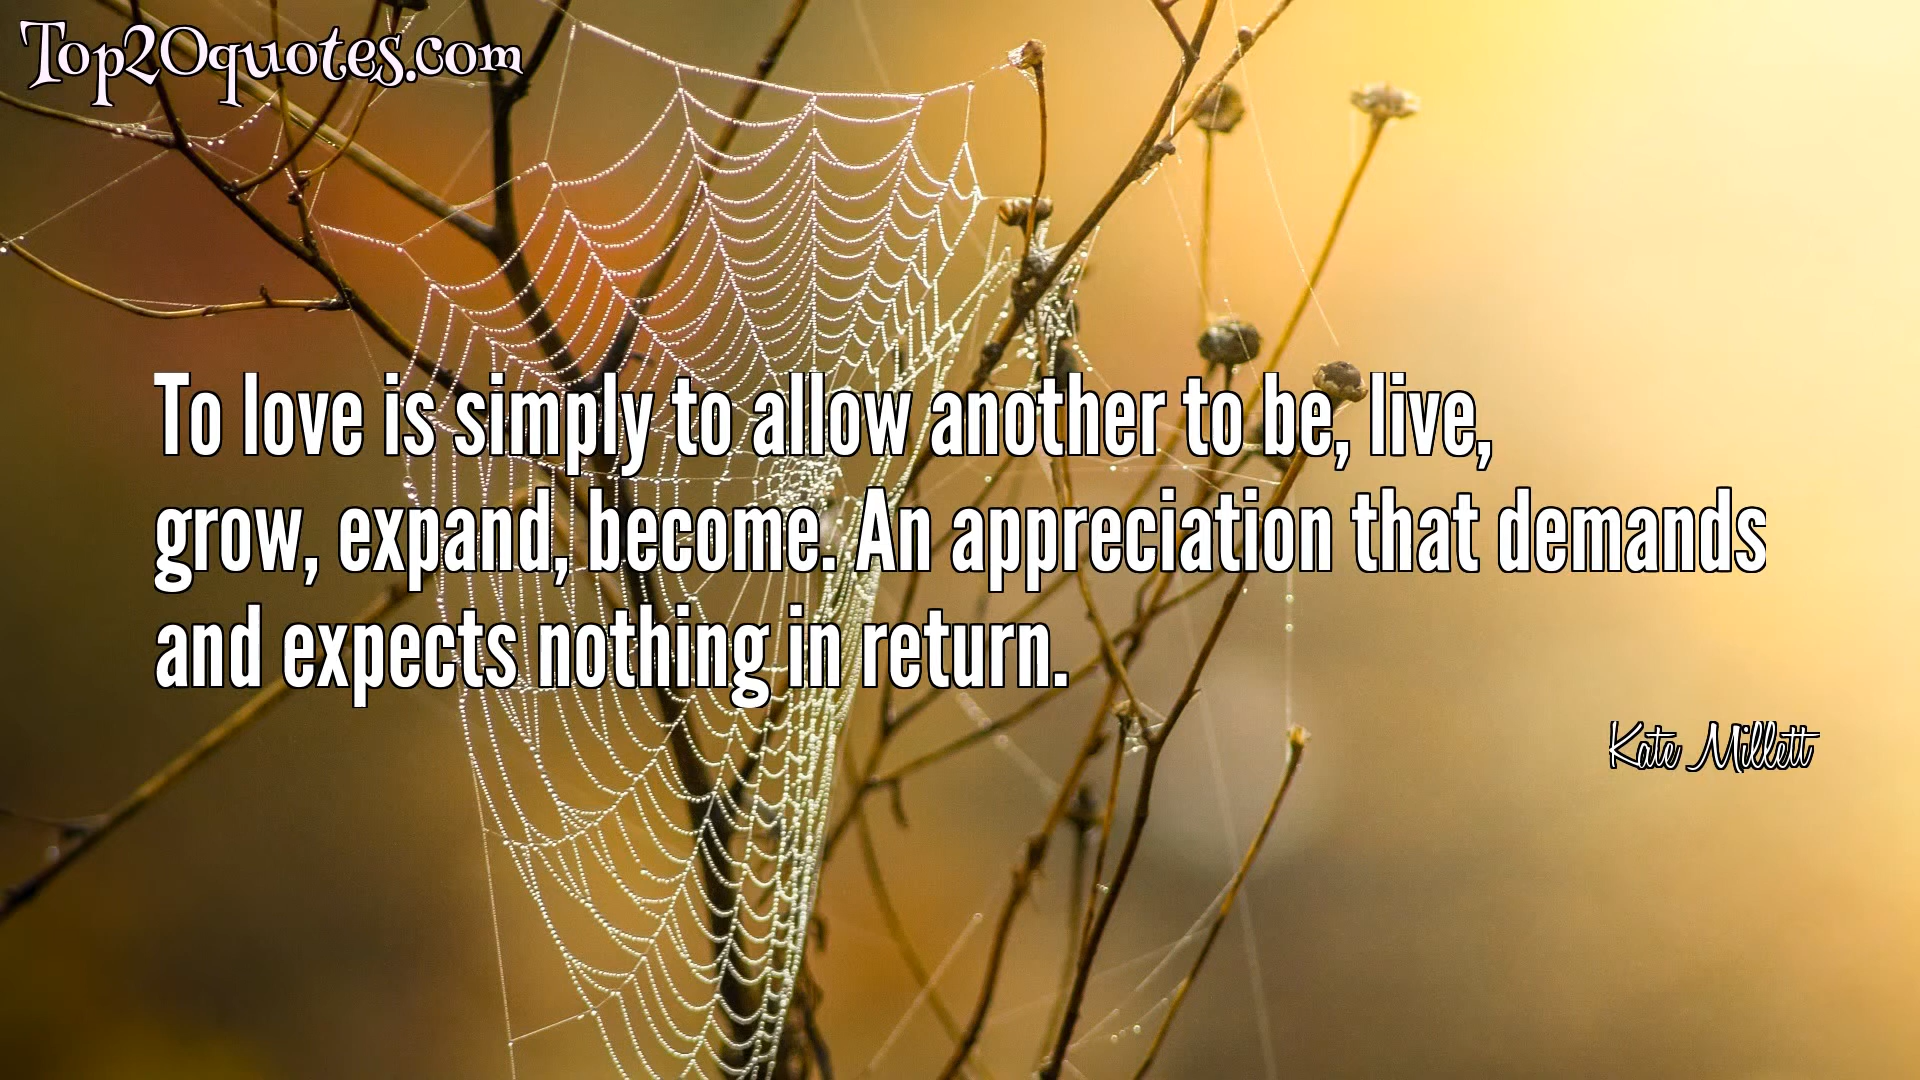 Top20quotes.com
To love is simply to allow another to be, live,
grow, expand, become. An appreciation that demands
and expects nothing in return.
Kate Millett